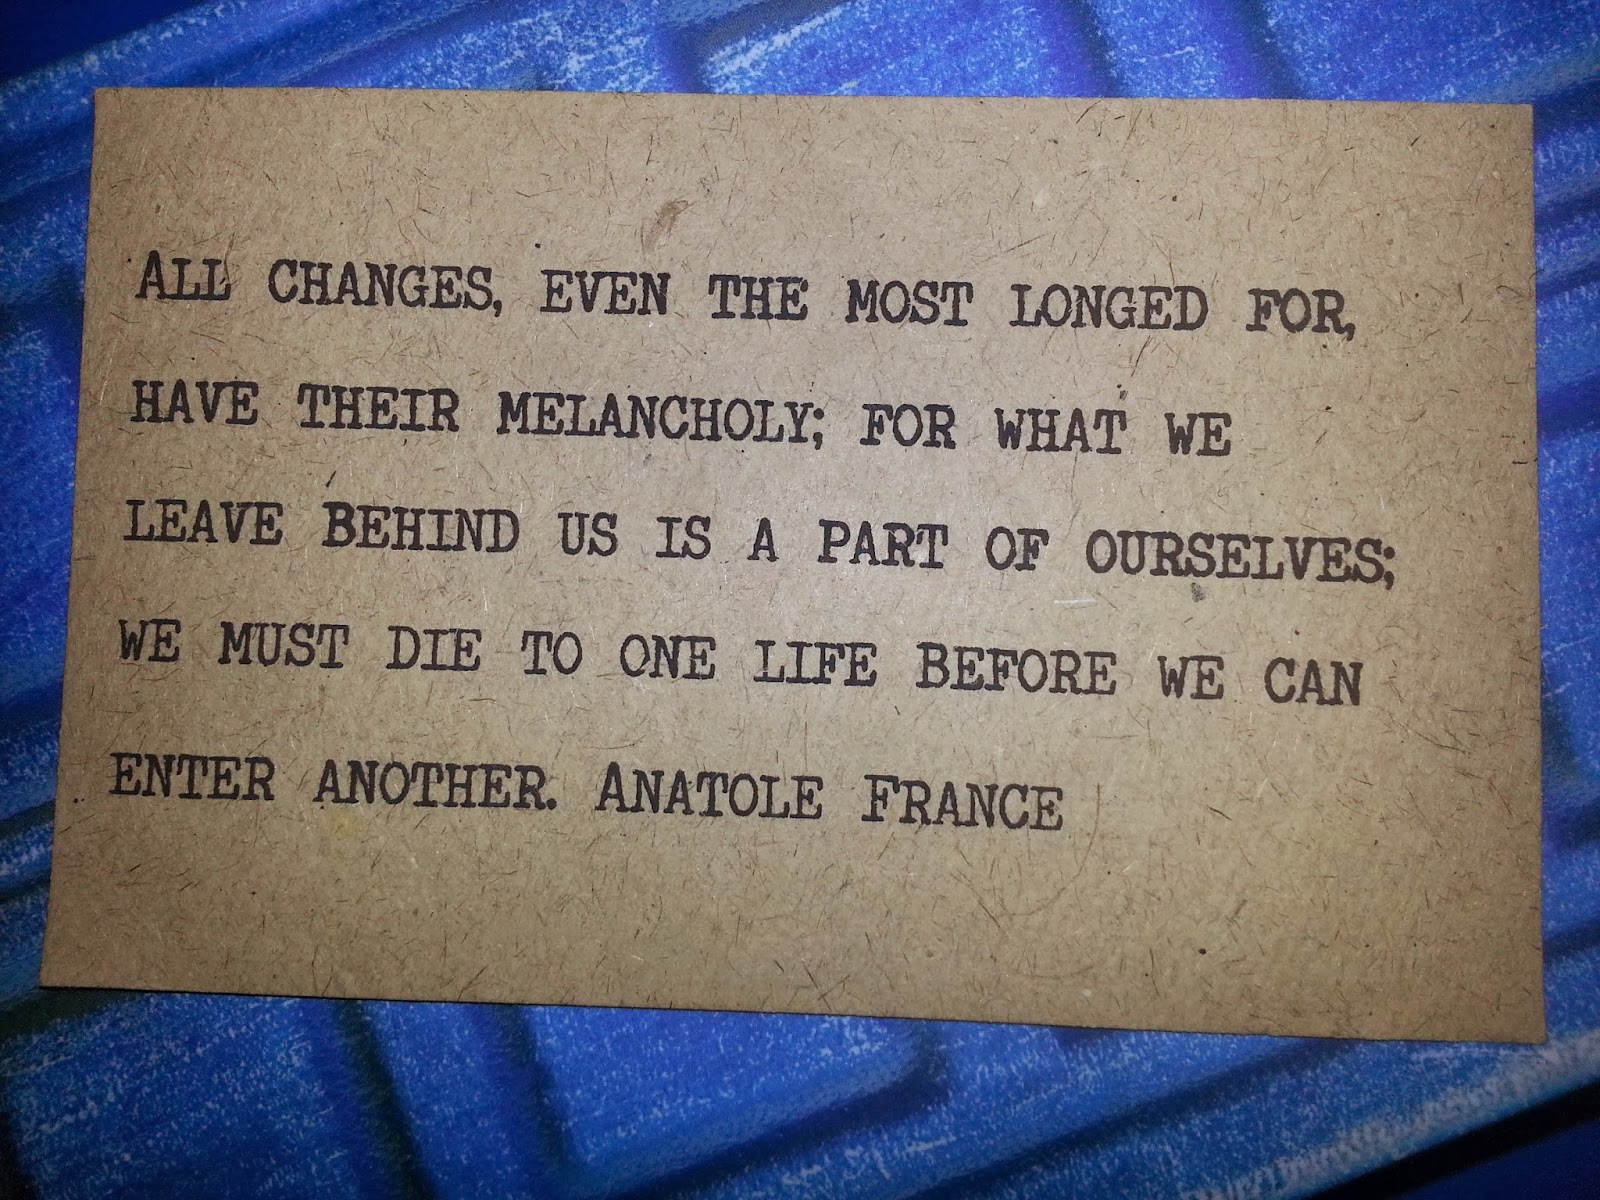 ALL CHANGES, EVEN THE MOST LONGED FOR,
HAVE THEIR MELANCHOLY; FOR WHAT WE
LEAVE BEHIND US IS A PART OF OURSELVES;
WE MUST DIE TO ONE LIFE BEFORE WE CAN
ENTER ANOTHER. ANATOLE FRANCE